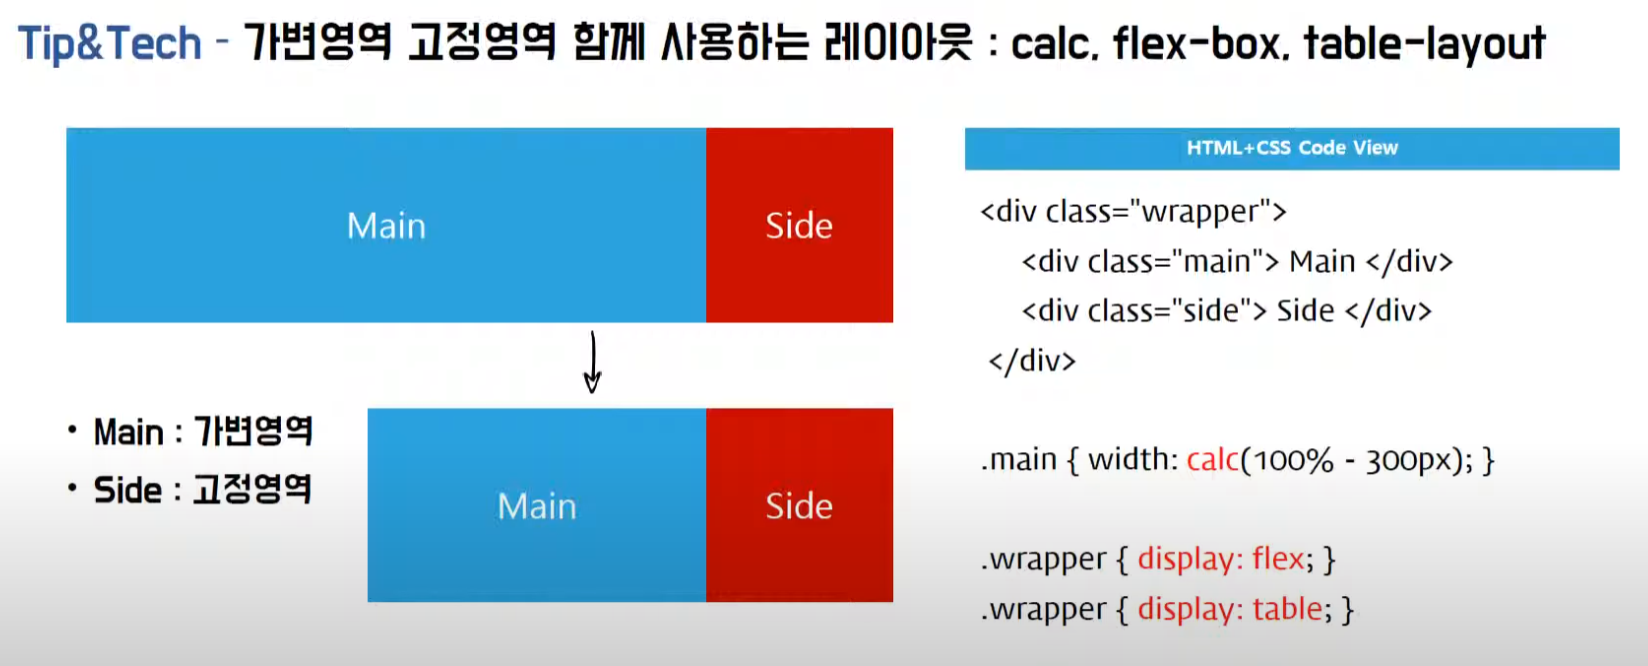 Tip&Tech - 가변영역 고정영역 함께 사용하는 레이아웃 : calc, flex-box, table-layout
Main
Side
• Main : 가변영역
• Side : 고정영역
Main
Side
HTML+CSS Code View
<div class="wrapper">
<div class="main"> Main </div>
<div class="side"> Side </div>
</div>
.main { width: calc(100% - 300px); }
.wrapper { display: flex; }
.wrapper { display: table; }